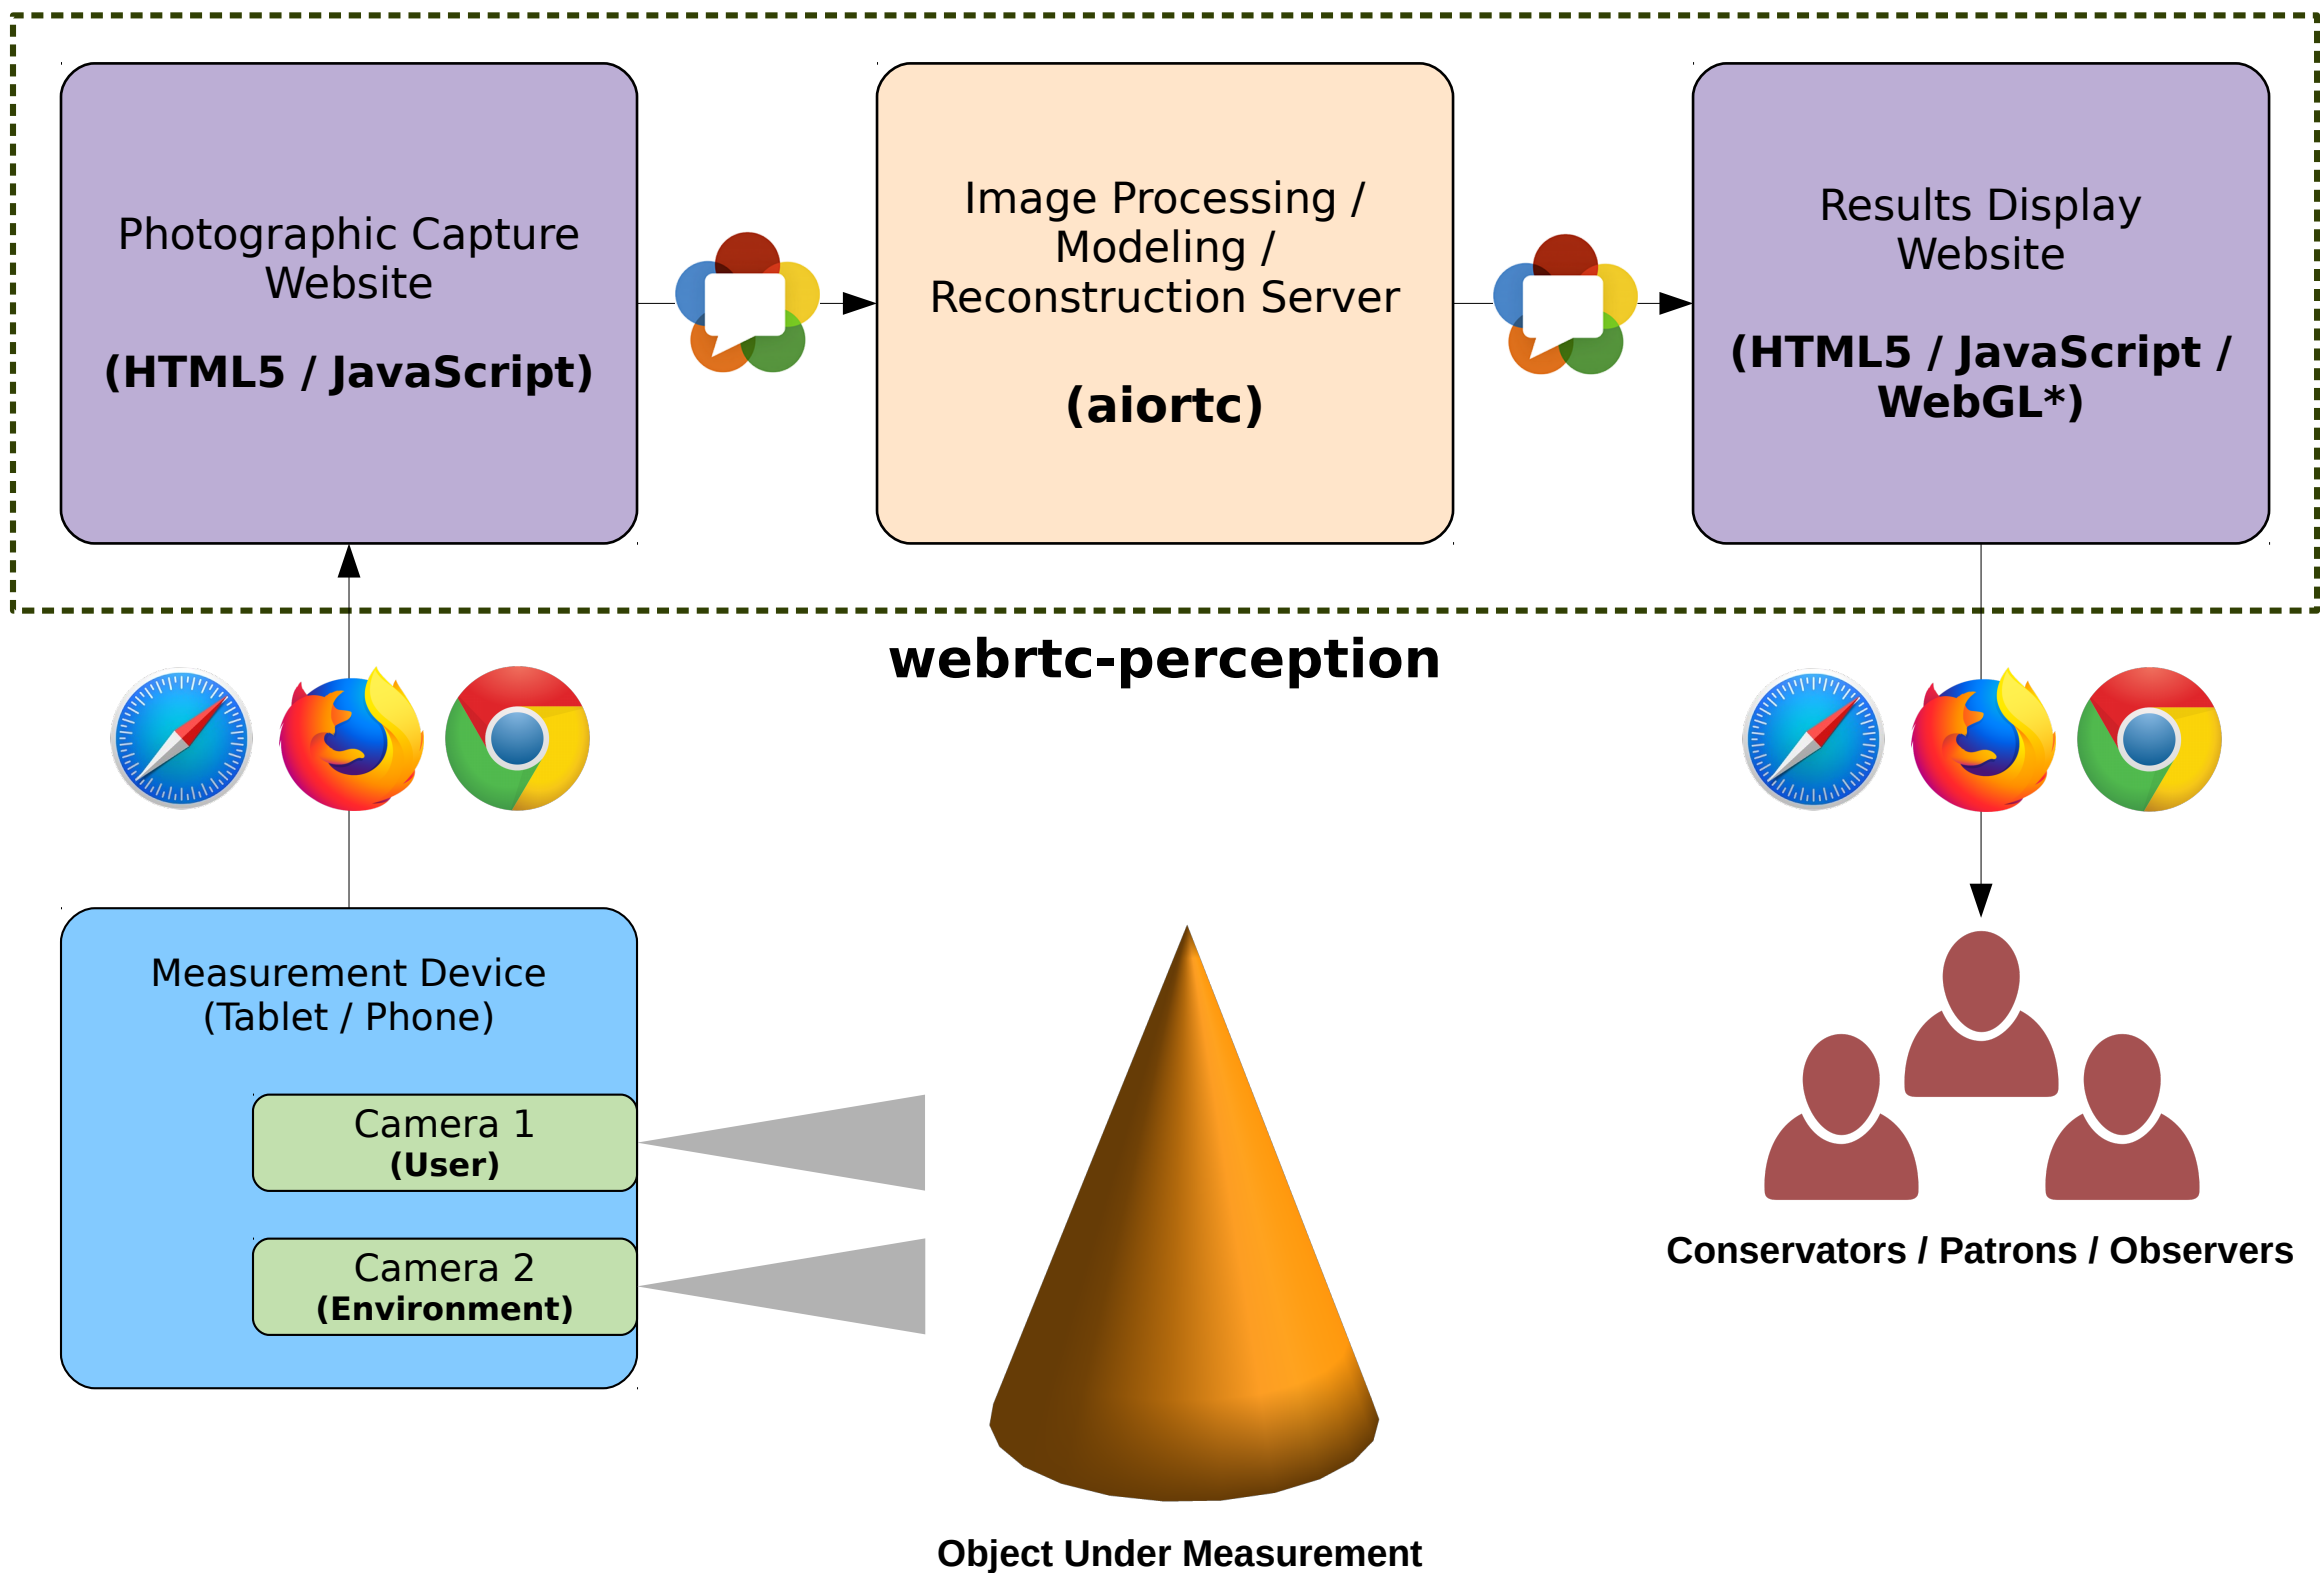 Photographic Capture
Website
(HTML5 / JavaScript)
Image Processing /
Modeling /
Reconstruction Server
(aiortc)
Results Display
Website
(HTML5 / JavaScript /
WebGL*)
webrtc-perception
Measurement Device
(Tablet / Phone)
Camera 1
(User)
Camera 2
(Environment)
Object Under Measurement
Conservators / Patrons / Observers